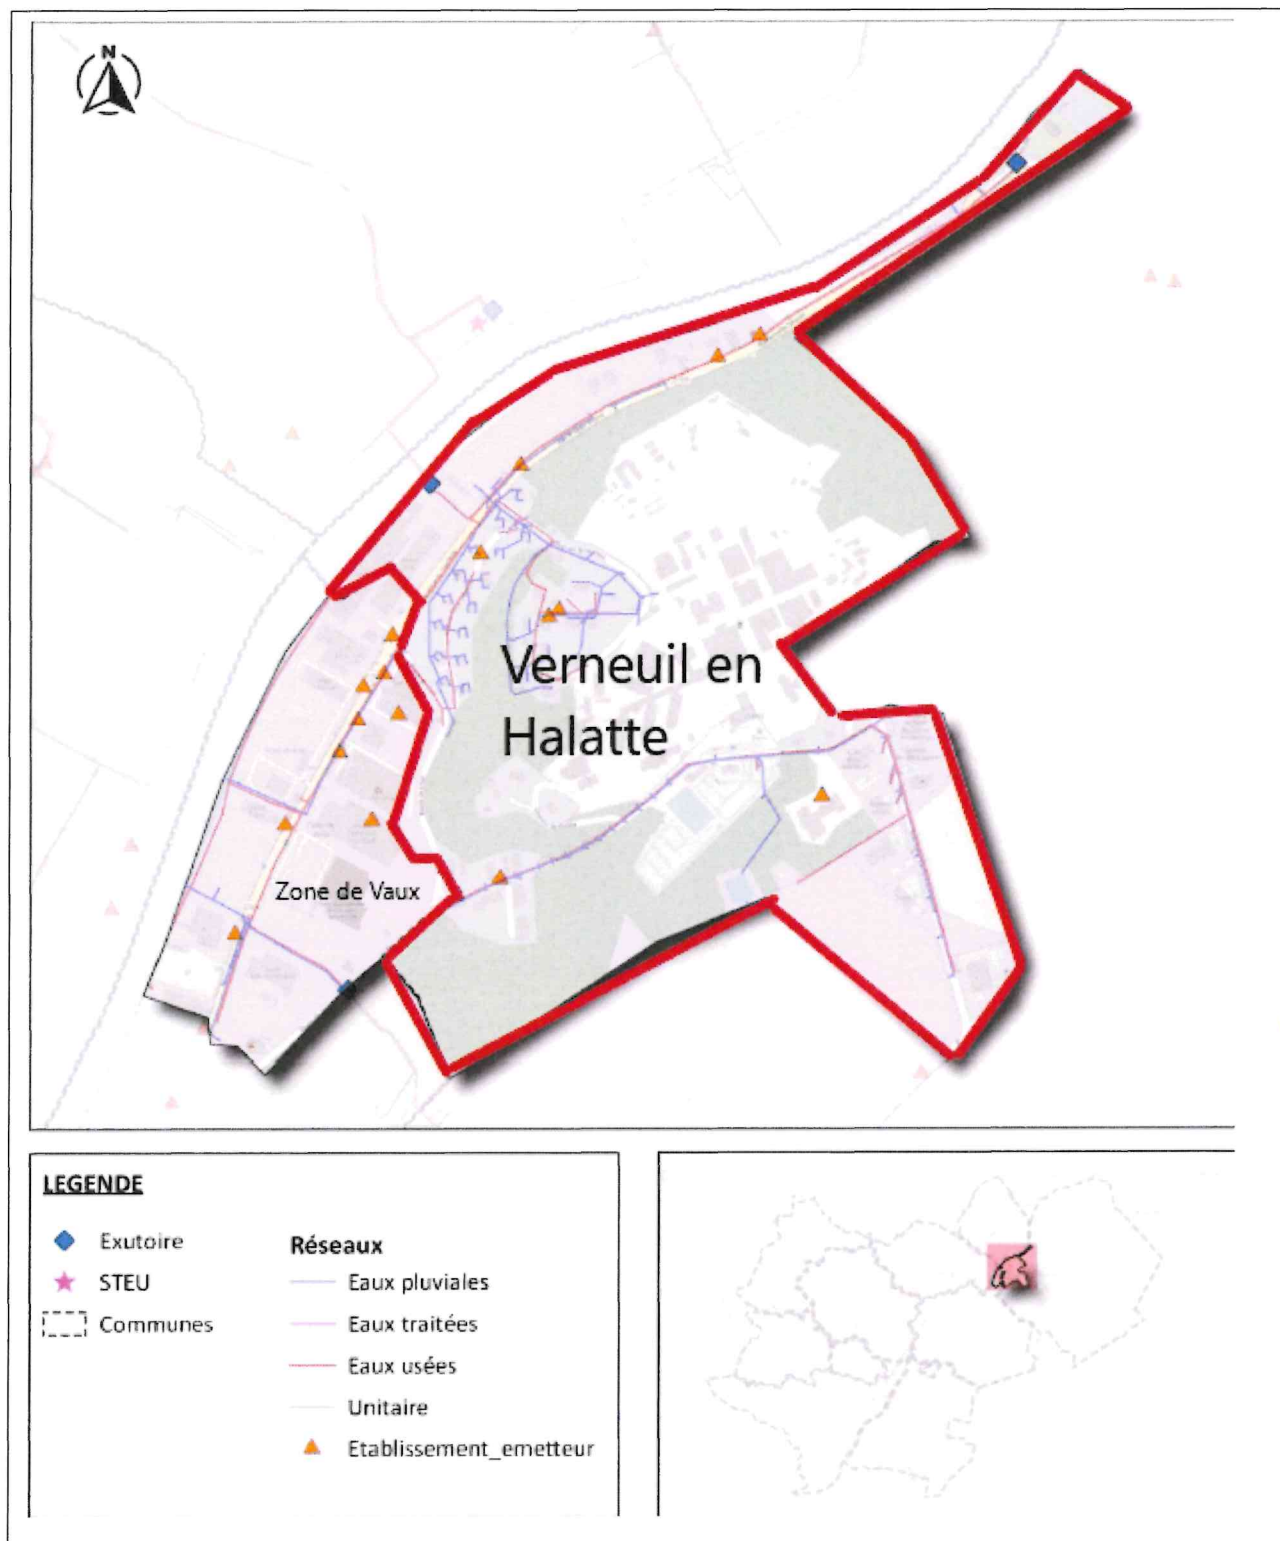 N
Verneuil en
Halatte
Zone de Vaux
LEGENDE
Exutoire
STEU
Communes
Réseaux
Eaux pluviales
Eaux traitées
Eaux usées
Unitaire
Etablissement_emetteur